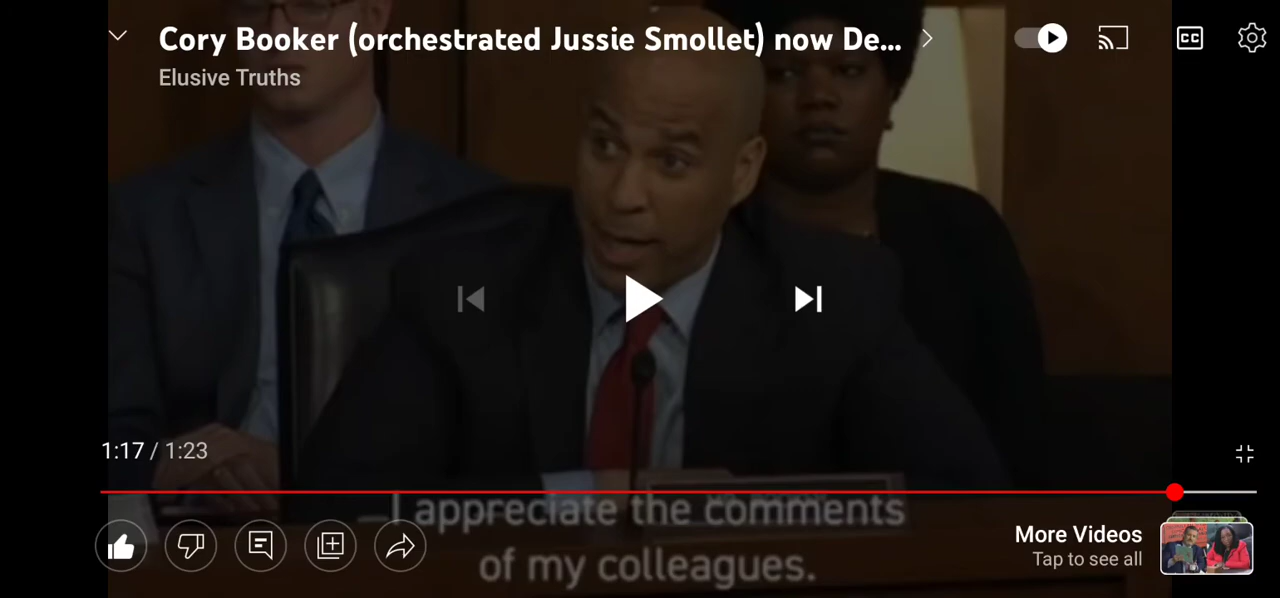 Cory Booker (orchestrated Jussie Smollet) now De...
Elusive Truths
CC
1:17 / 1:23
I appreciate the comments
of my colleagues.
More Videos
Tap to see all